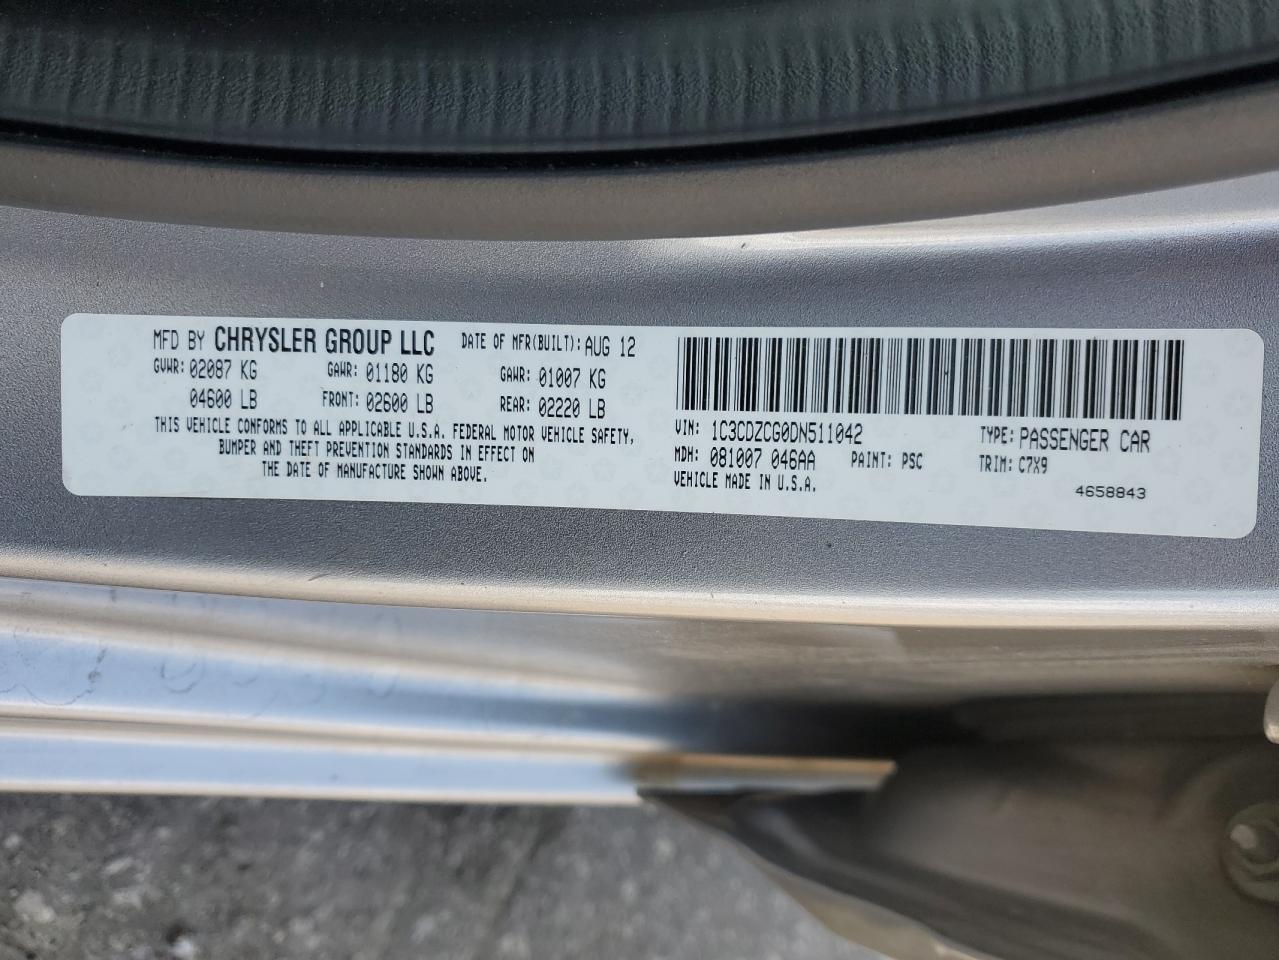 MFD BY CHRYSLER GROUP LLC DATE OF MFR(BUILT): AUG 12
GVWR: 02087 KG GAWR: 01180 KG GAWR: 01007 KG
04600 LB FRONT: 02600 LB REAR: 02220 LB
THIS VEHICLE CONFORMS TO ALL APPLICABLE U.S.A. FEDERAL MOTOR VEHICLE SAFETY,
BUMPER AND THEFT PREVENTION STANDARDS IN EFFECT ON
THE DATE OF MANUFACTURE SHOWN ABOVE.
VIN: 1C3CDZCG0DN511042 TYPE: PASSENGER CAR
MDH: 081007 046AA PAINT: PSC TRIM: C7X9
VEHICLE MADE IN U.S.A. 4658843